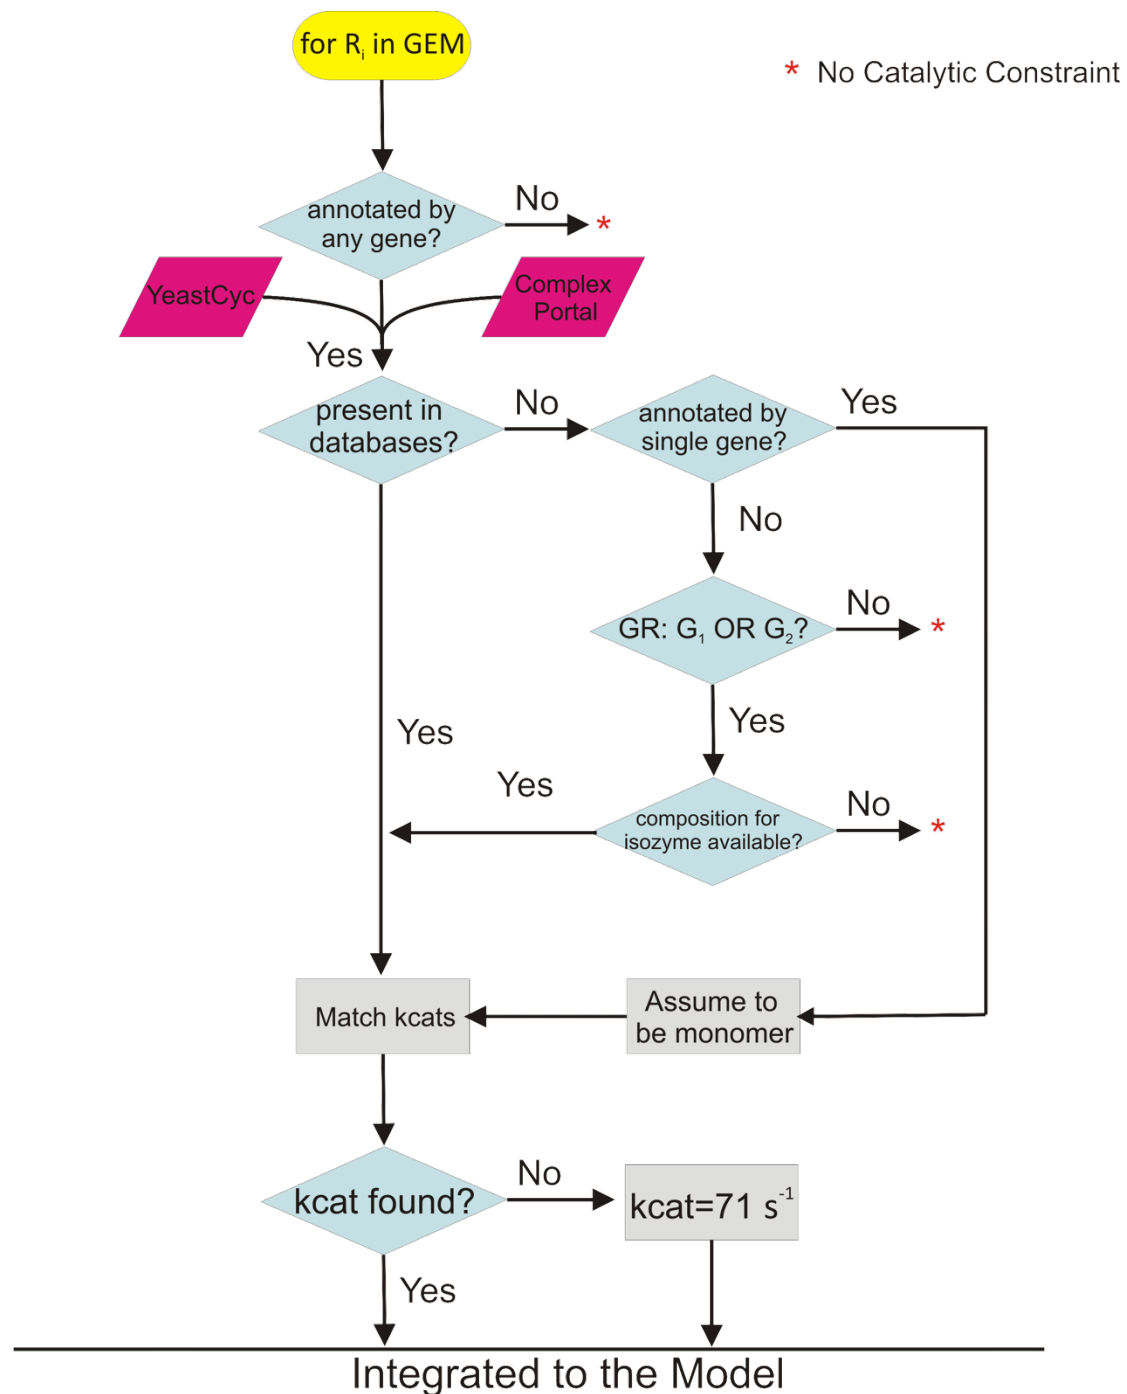 for Rᵢ in GEM
* No Catalytic Constraint
annotated by
any gene?
No
*
YeastCyc
Complex
Portal
Yes
present in
databases?
No
annotated by
single gene?
Yes
No
GR: G₁ OR G₂?
No
*
Yes
Yes
Yes
composition for
isozyme available?
No
*
Match kcats
Assume to
be monomer
kcat found?
No
kcat=71 s⁻¹
Yes
Integrated to the Model